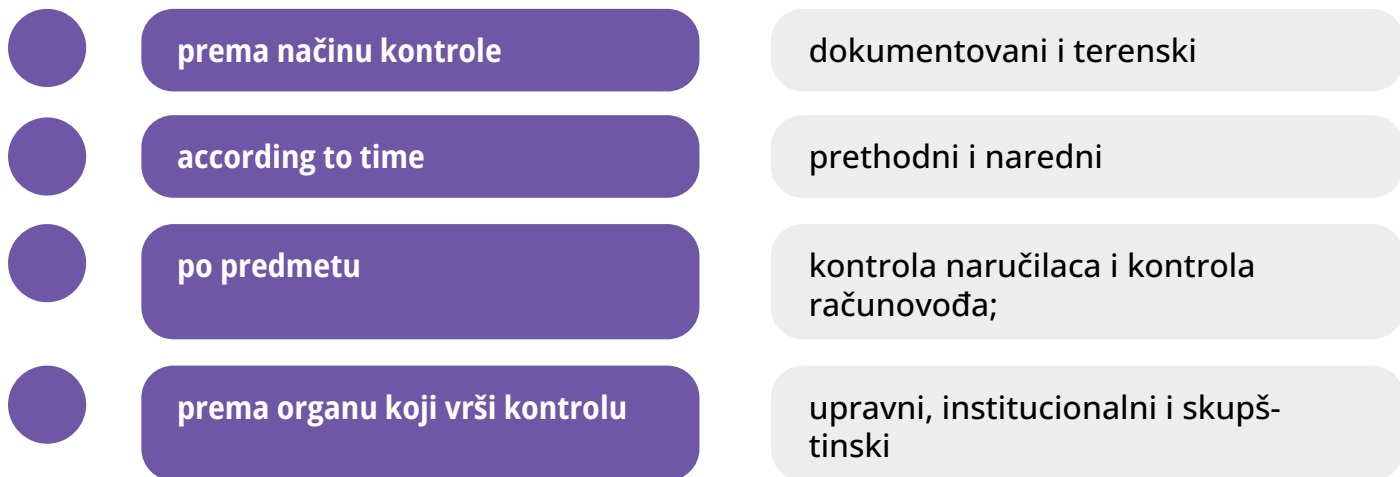 prema načinu kontrole
dokumentovani i terenski
according to time
prethodni i naredni
po predmetu
kontrola naručilaca i kontrola
računovođa;
prema organu koji vrši kontrolu
upravni, institucionalni i skupš-
tinski